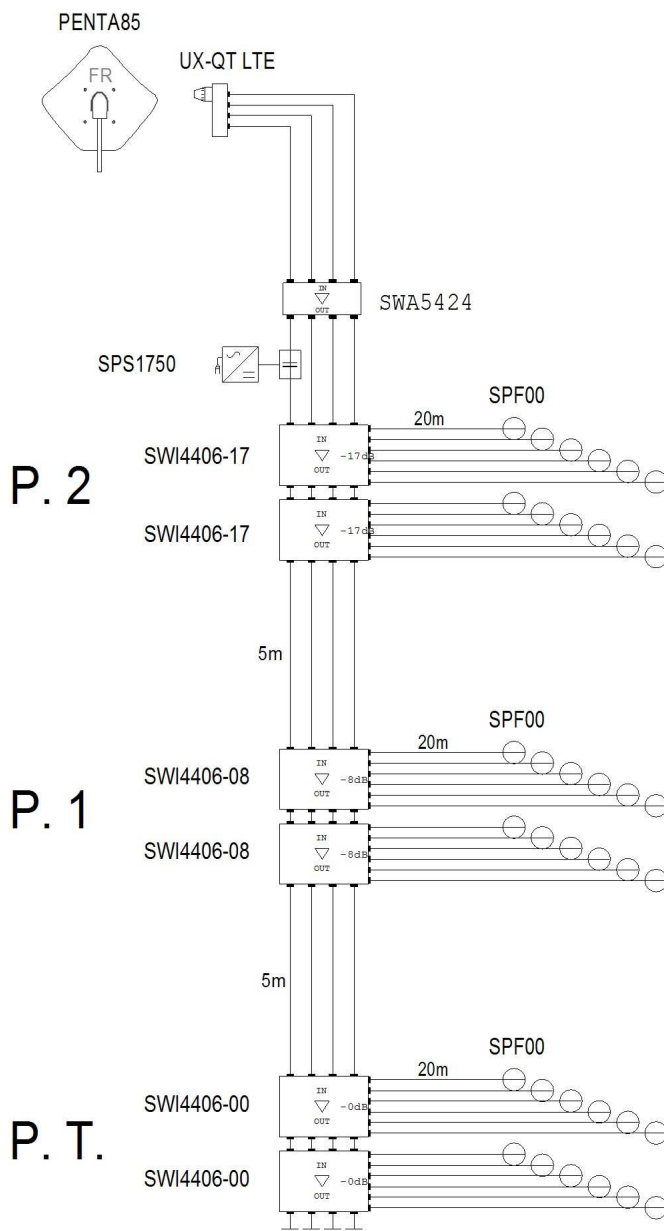 PENTA85
FR
UX-QT LTE
IN
OUT
SWA5424
SPS1750
SPF00
20m
P. 2
SWI4406-17
IN
-17dB
OUT
SWI4406-17
IN
-17dB
OUT
5m
SPF00
20m
P. 1
SWI4406-08
IN
-8dB
OUT
SWI4406-08
IN
-8dB
OUT
5m
SPF00
20m
P. T.
SWI4406-00
IN
-0dB
OUT
SWI4406-00
IN
-0dB
OUT